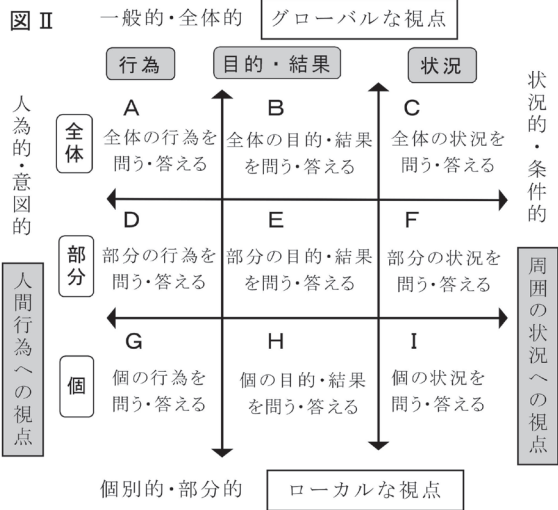 図Ⅱ
一般的・全体的
グローバルな視点
行為
目的・結果
状況
人為的・意図的
人間行為への視点
状況的・条件的
周囲の状況への視点
全体
A
全体の行為を
問う・答える
B
全体の目的・結果
を問う・答える
C
全体の状況を
問う・答える
部分
D
部分の行為を
問う・答える
E
部分の目的・結果
を問う・答える
F
部分の状況を
問う・答える
個
G
個の行為を
問う・答える
H
個の目的・結果
を問う・答える
I
個の状況を
問う・答える
個別的・部分的
ローカルな視点